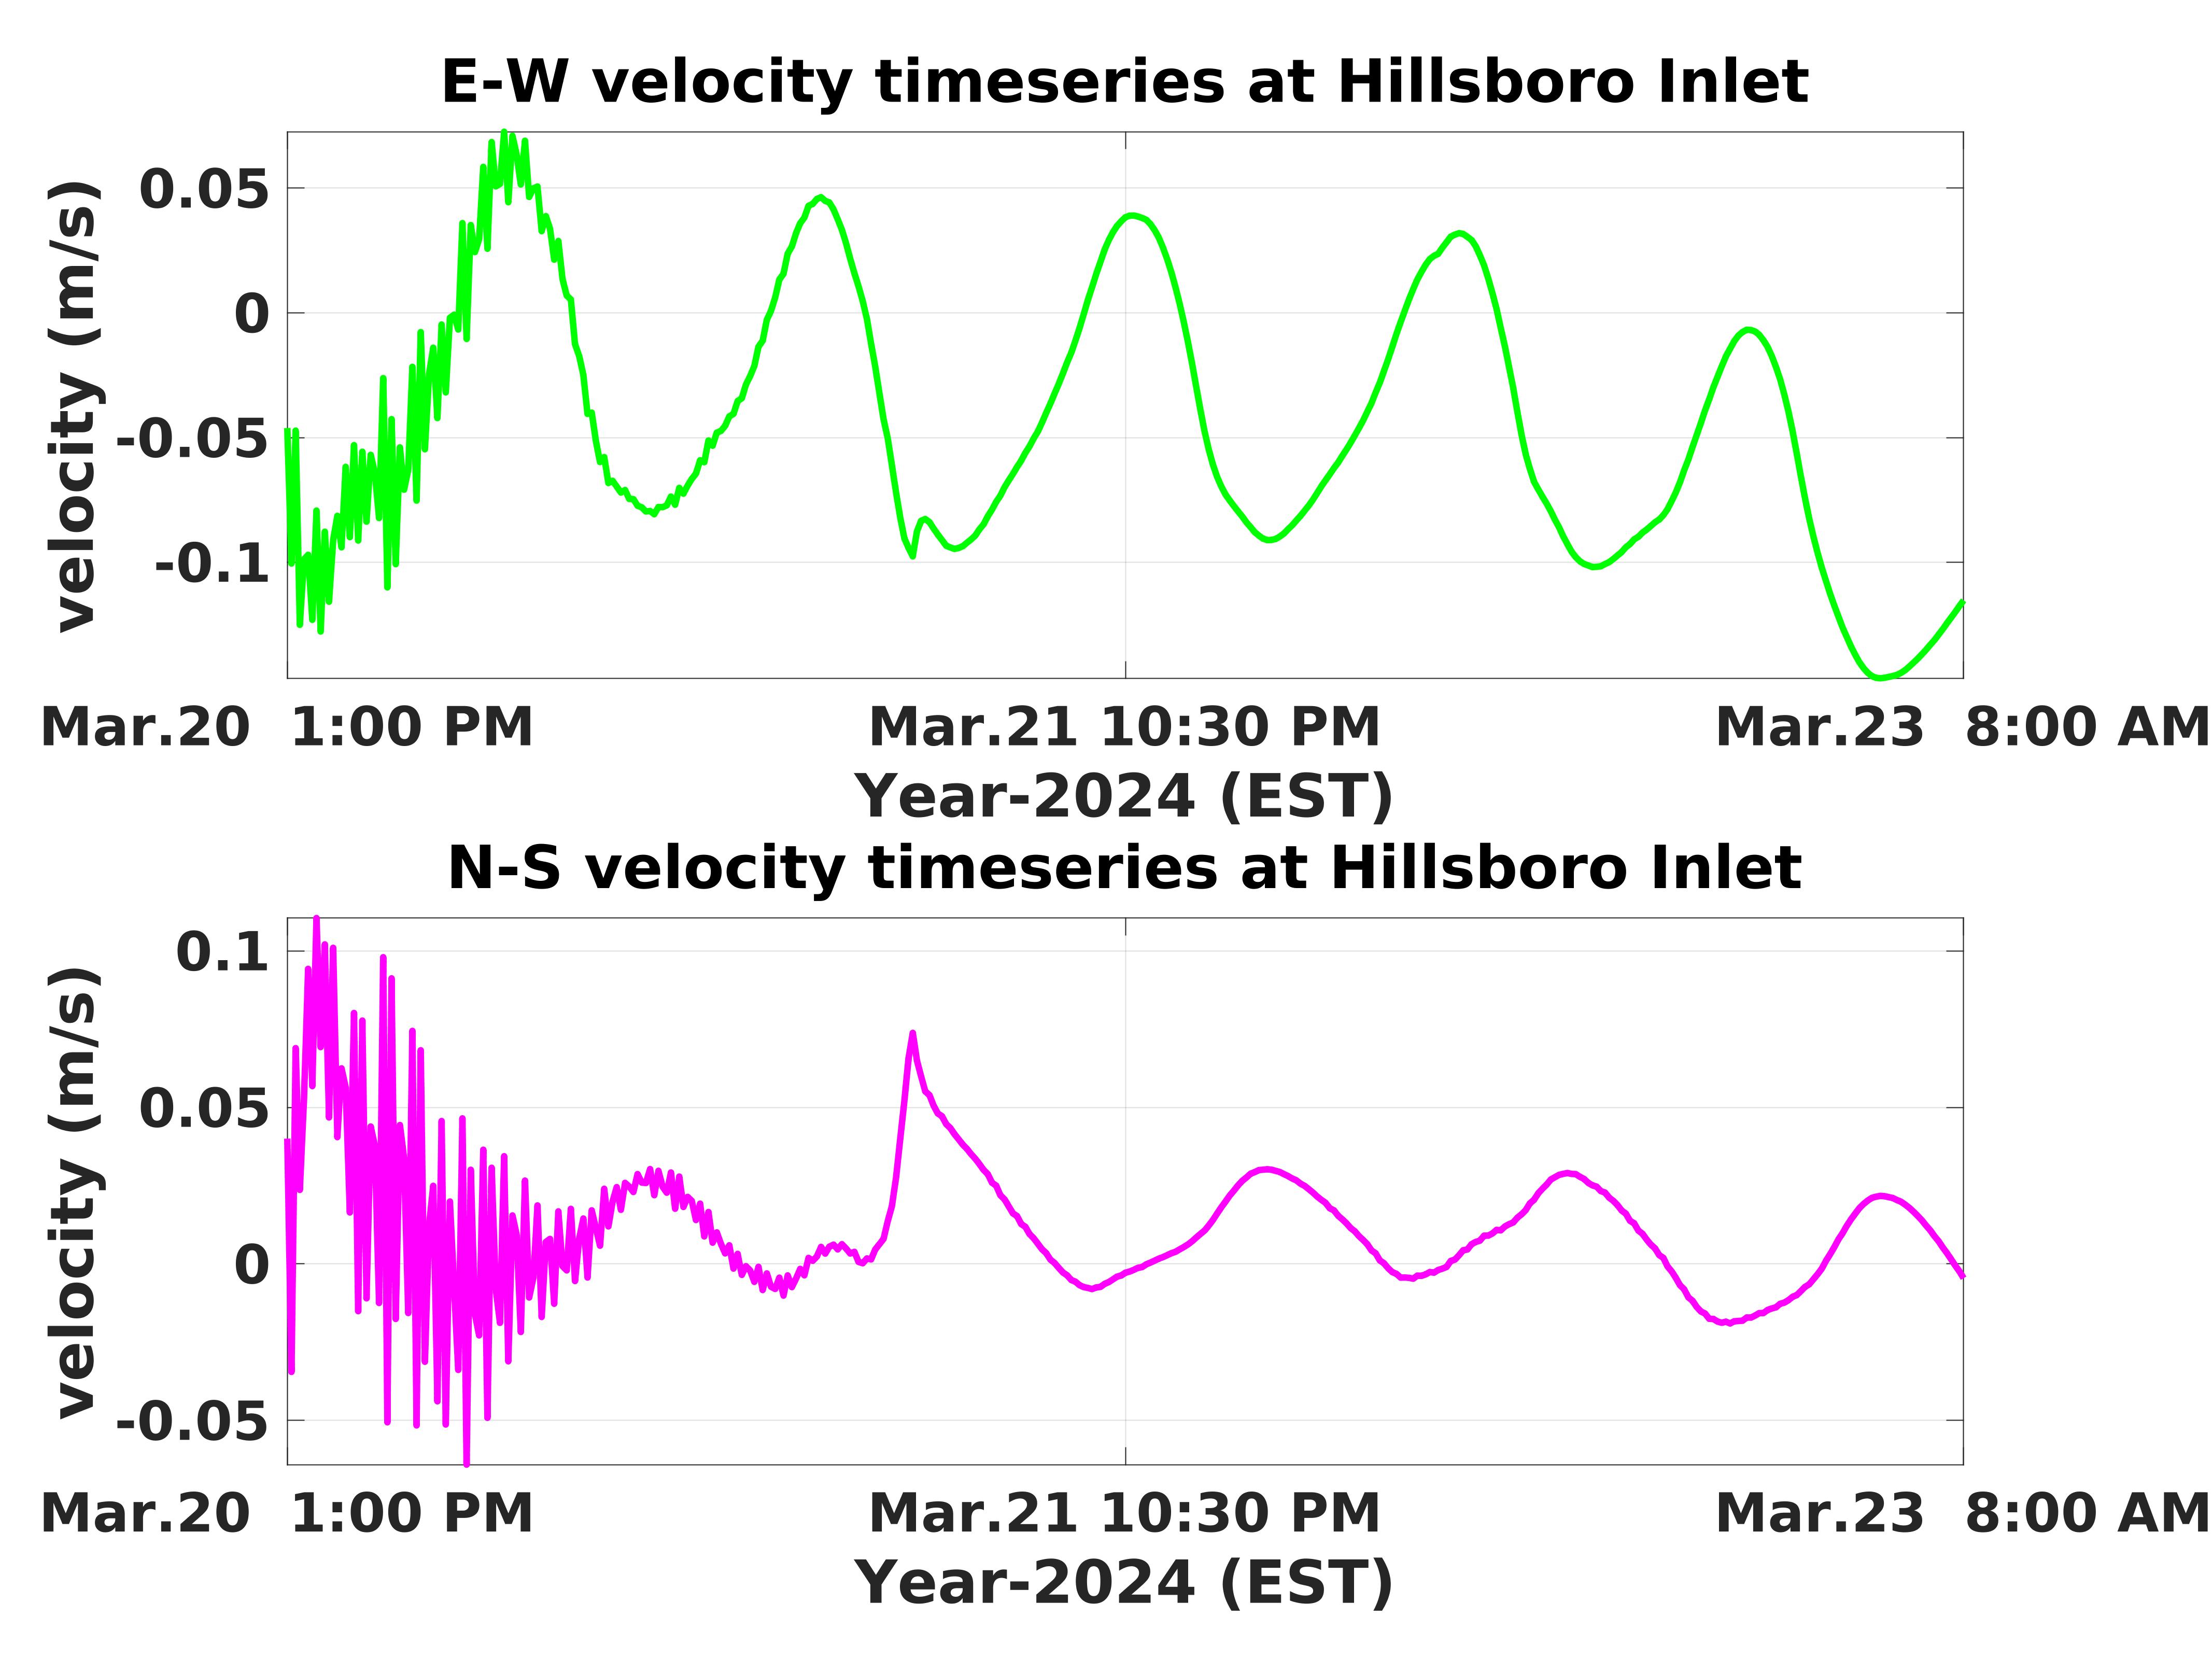 E-W velocity timeseries at Hillsboro Inlet
velocity (m/s)
0.05
0
-0.05
-0.1
Mar.20  1:00 PM Mar.21 10:30 PM Mar.23  8:00 AM
Year-2024 (EST)
N-S velocity timeseries at Hillsboro Inlet
velocity (m/s)
0.1
0.05
0
-0.05
Mar.20  1:00 PM Mar.21 10:30 PM Mar.23  8:00 AM
Year-2024 (EST)